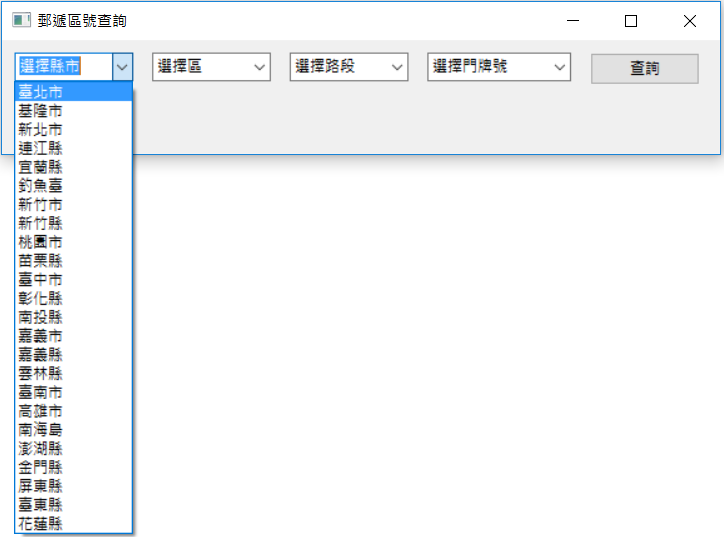 郵遞區號查詢
選擇縣市 選擇區 選擇路段 選擇門牌號 查詢
臺北市
基隆市
新北市
連江縣
宜蘭縣
釣魚臺
新竹市
新竹縣
桃園市
苗栗縣
臺中市
彰化縣
南投縣
嘉義市
嘉義縣
雲林縣
臺南市
高雄市
南海島
澎湖縣
金門縣
屏東縣
臺東縣
花蓮縣